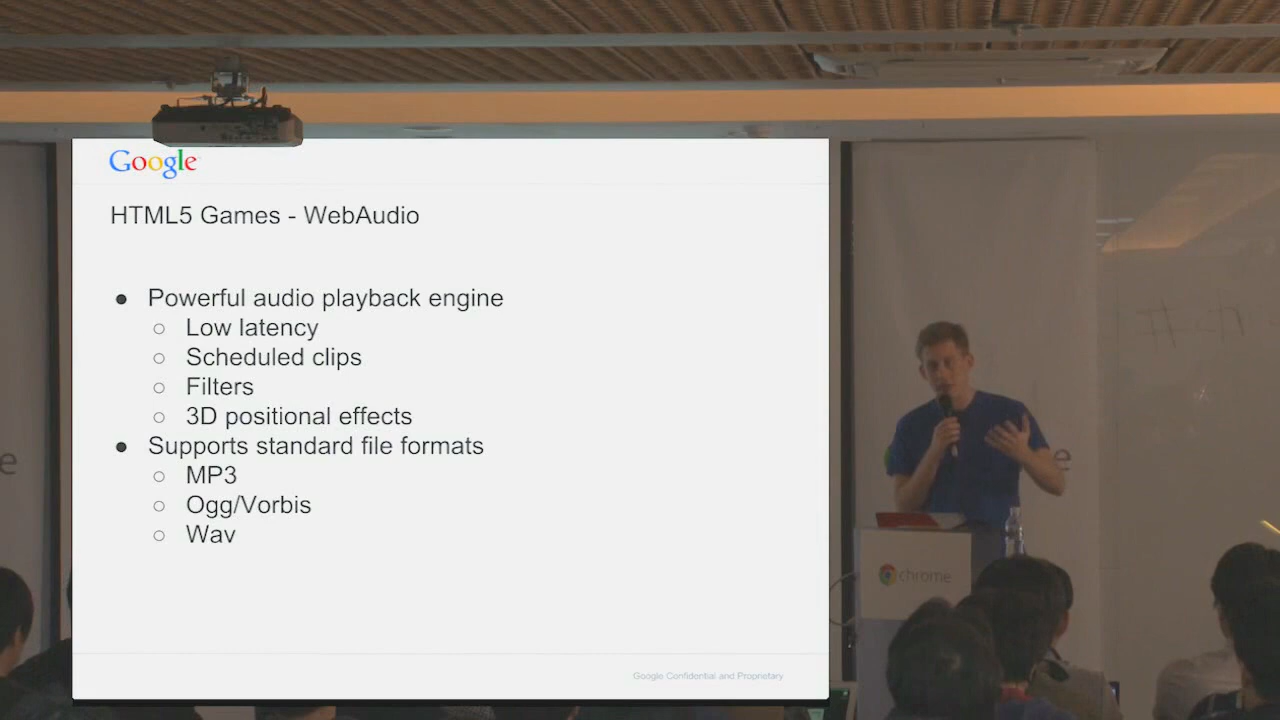 Google
HTML5 Games - WebAudio
● Powerful audio playback engine
○ Low latency
○ Scheduled clips
○ Filters
○ 3D positional effects
● Supports standard file formats
○ MP3
○ Ogg/Vorbis
○ Wav
Google Confidential and Proprietary
chrome
e
e